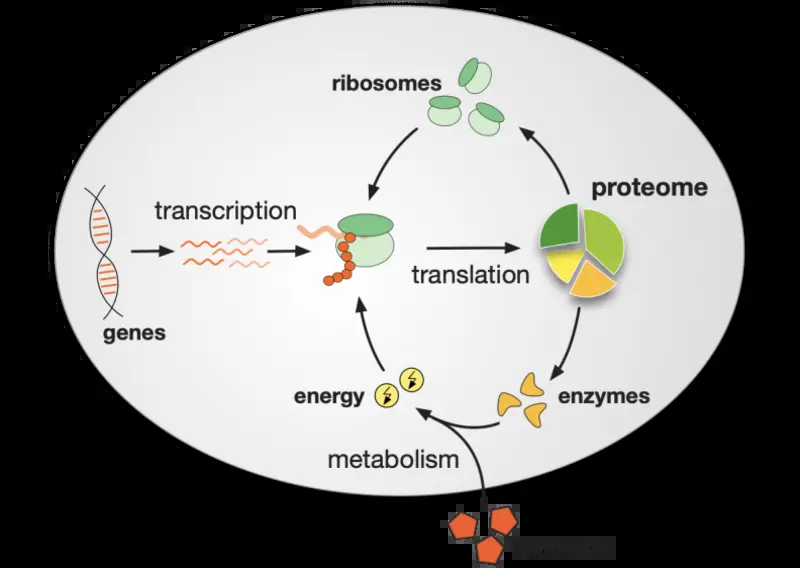 ribosomes
proteome
transcription
translation
genes
energy
enzymes
metabolism